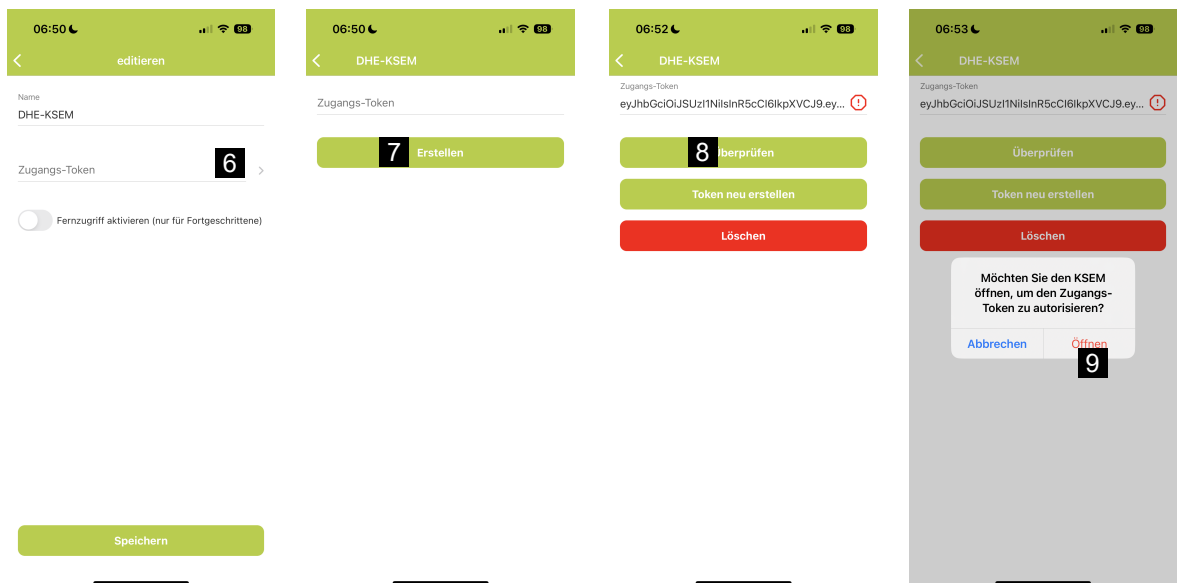 06:50
98
editieren
Name
DHE-KSEM
Zugangs-Token
6
Fernzugriff aktivieren (nur für Fortgeschrittene)
Speichern
06:50
98
DHE-KSEM
Zugangs-Token
7
Erstellen
06:52
98
DHE-KSEM
Zugangs-Token
eyJhbGciOiJSUzI1NiIsInR5cCI6IkpXVCJ9.ey...
8
Überprüfen
Token neu erstellen
Löschen
06:53
98
DHE-KSEM
Zugangs-Token
eyJhbGciOiJSUzI1NiIsInR5cCI6IkpXVCJ9.ey...
Überprüfen
Token neu erstellen
Löschen
Möchten Sie den KSEM
öffnen, um den Zugangs-
Token zu autorisieren?
Abbrechen
Öffnen
9